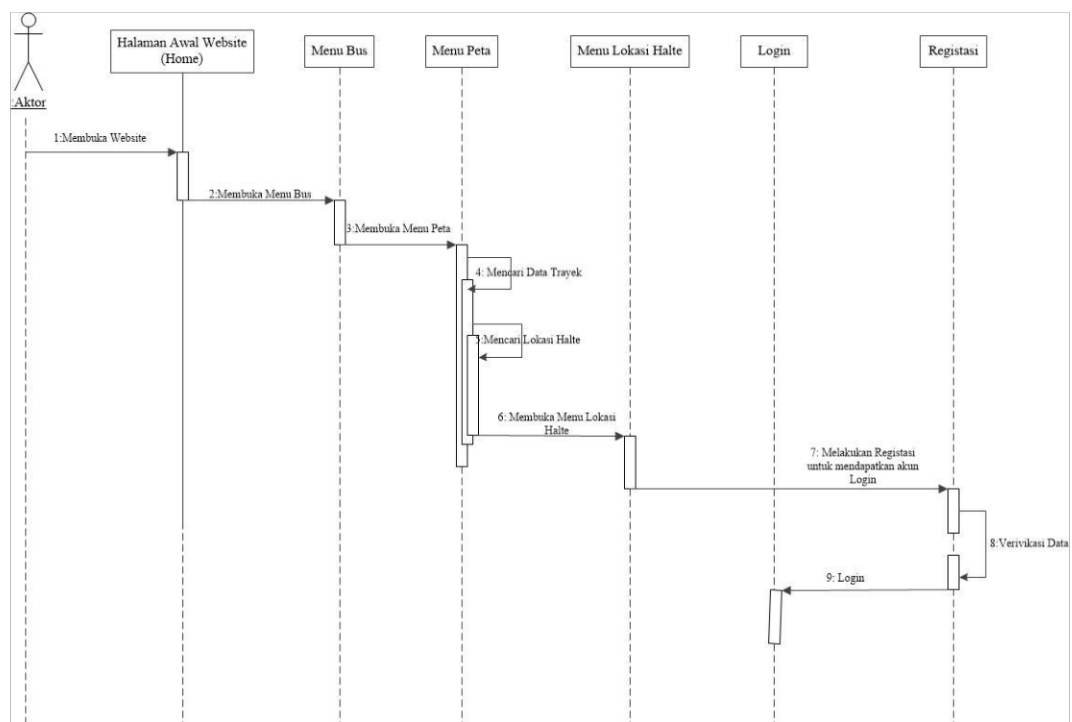 Halaman Awal Website
(Home)
Menu Bus
Menu Peta
Menu Lokasi Halte
Login
Registasi
:Aktor
1:Membuka Website
2:Membuka Menu Bus
3:Membuka Menu Peta
4: Mencari Data Trayek
5:Mencari Lokasi Halte
6: Membuka Menu Lokasi
Halte
7: Melakukan Registasi
untuk mendapatkan akun
Login
8:Verivikasi Data
9: Login